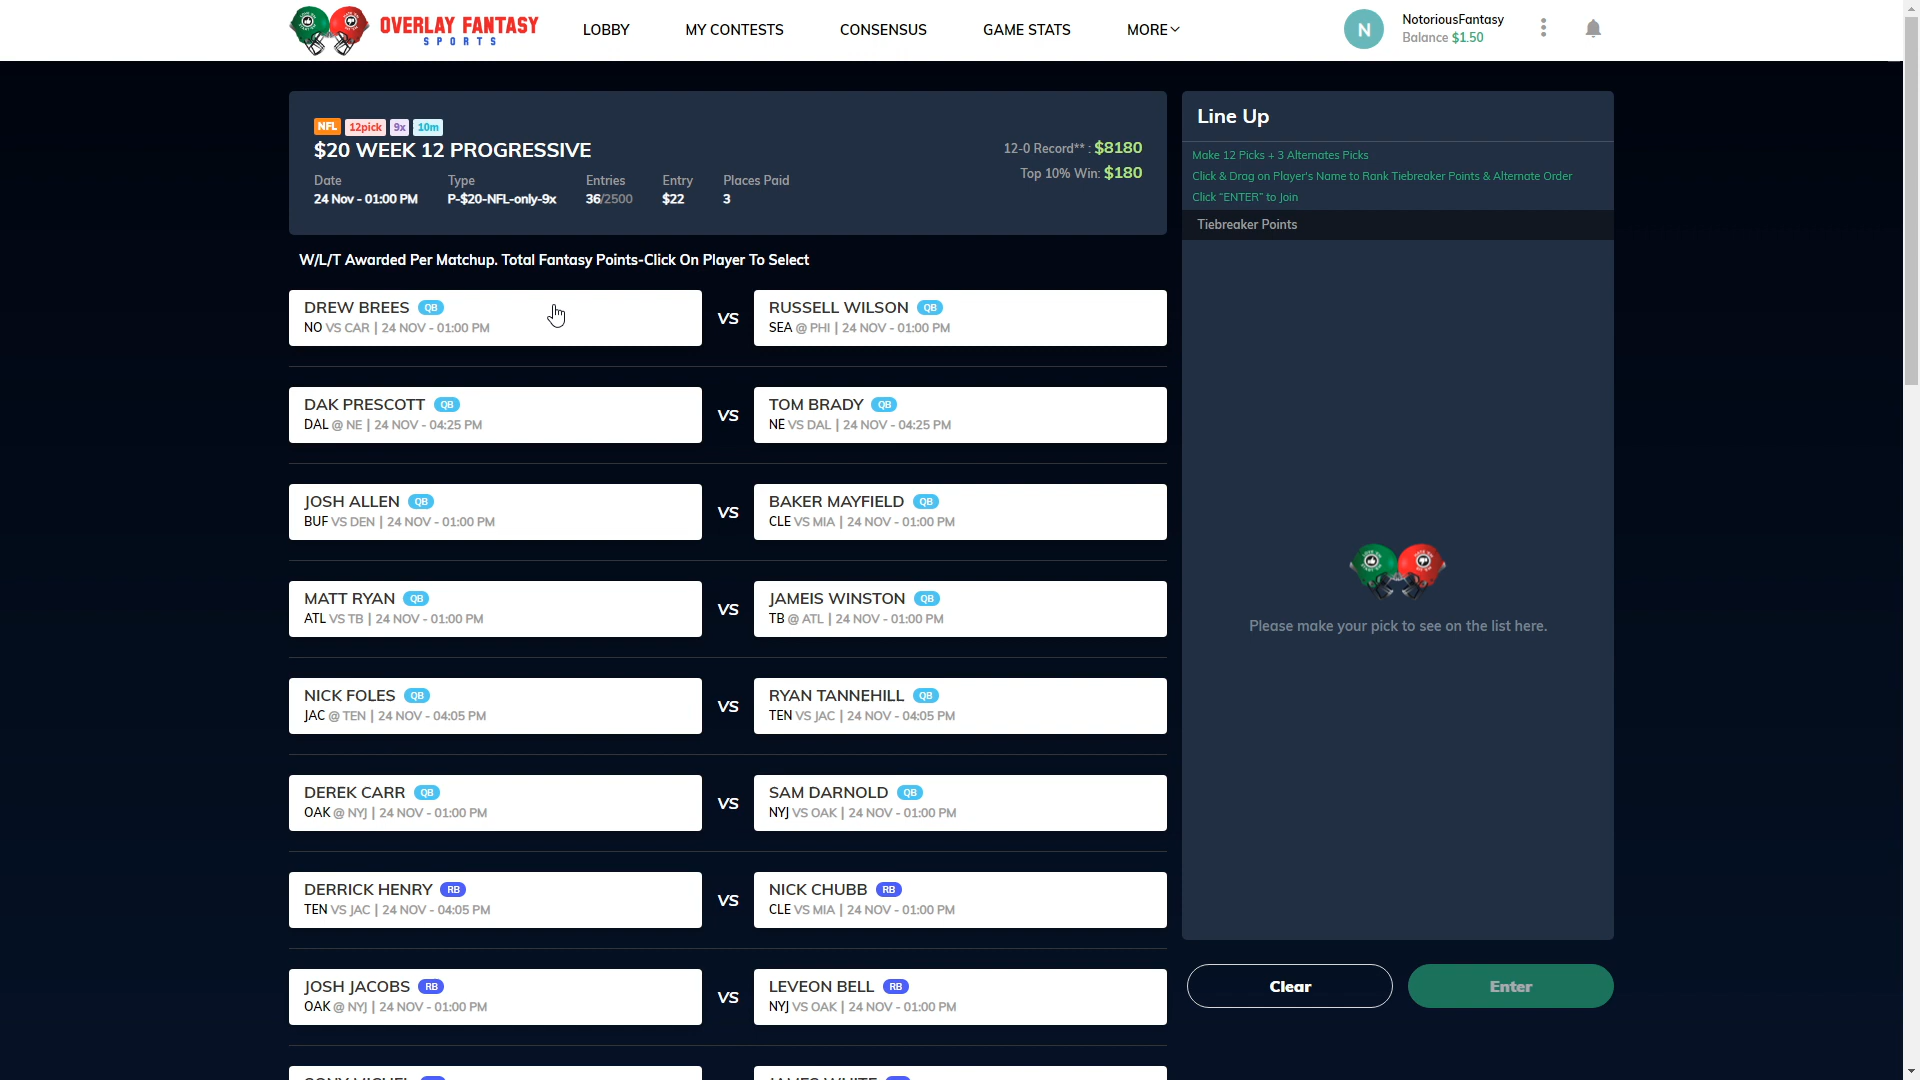 OVERLAY FANTASY
SPORTS
LOBBY
MY CONTESTS
CONSENSUS
GAME STATS
MORE
N
NotoriousFantasy
Balance $1.50
NFL 12pick 9x 10m
$20 WEEK 12 PROGRESSIVE
12-0 Record** : $8180
Top 10% Win: $180
Date
24 Nov - 01:00 PM
Type
P-$20-NFL-only-9x
Entries
36/2500
Entry
$22
Places Paid
3
W/L/T Awarded Per Matchup. Total Fantasy Points-Click On Player To Select
DREW BREES QB
NO VS CAR | 24 NOV - 01:00 PM
VS
RUSSELL WILSON QB
SEA @ PHI | 24 NOV - 01:00 PM
DAK PRESCOTT QB
DAL @ NE | 24 NOV - 04:25 PM
VS
TOM BRADY QB
NE VS DAL | 24 NOV - 04:25 PM
JOSH ALLEN QB
BUF VS DEN | 24 NOV - 01:00 PM
VS
BAKER MAYFIELD QB
CLE VS MIA | 24 NOV - 01:00 PM
MATT RYAN QB
ATL VS TB | 24 NOV - 01:00 PM
VS
JAMEIS WINSTON QB
TB @ ATL | 24 NOV - 01:00 PM
NICK FOLES QB
JAC @ TEN | 24 NOV - 04:05 PM
VS
RYAN TANNEHILL QB
TEN VS JAC | 24 NOV - 04:05 PM
DEREK CARR QB
OAK @ NYJ | 24 NOV - 01:00 PM
VS
SAM DARNOLD QB
NYJ VS OAK | 24 NOV - 01:00 PM
DERRICK HENRY RB
TEN VS JAC | 24 NOV - 04:05 PM
VS
NICK CHUBB RB
CLE VS MIA | 24 NOV - 01:00 PM
JOSH JACOBS RB
OAK @ NYJ | 24 NOV - 01:00 PM
VS
LEVEON BELL RB
NYJ VS OAK | 24 NOV - 01:00 PM
Line Up
Make 12 Picks + 3 Alternates Picks
Click & Drag on Player's Name to Rank Tiebreaker Points & Alternate Order
Click "ENTER" to Join
Tiebreaker Points
Please make your pick to see on the list here.
Clear
Enter